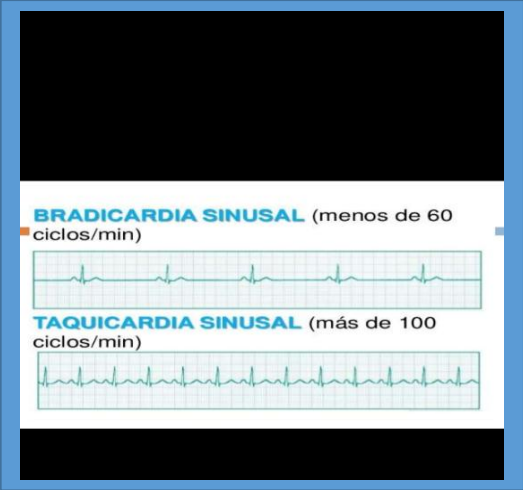 BRADICARDIA SINUSAL (menos de 60
ciclos/min)
TAQUICARDIA SINUSAL (más de 100
ciclos/min)